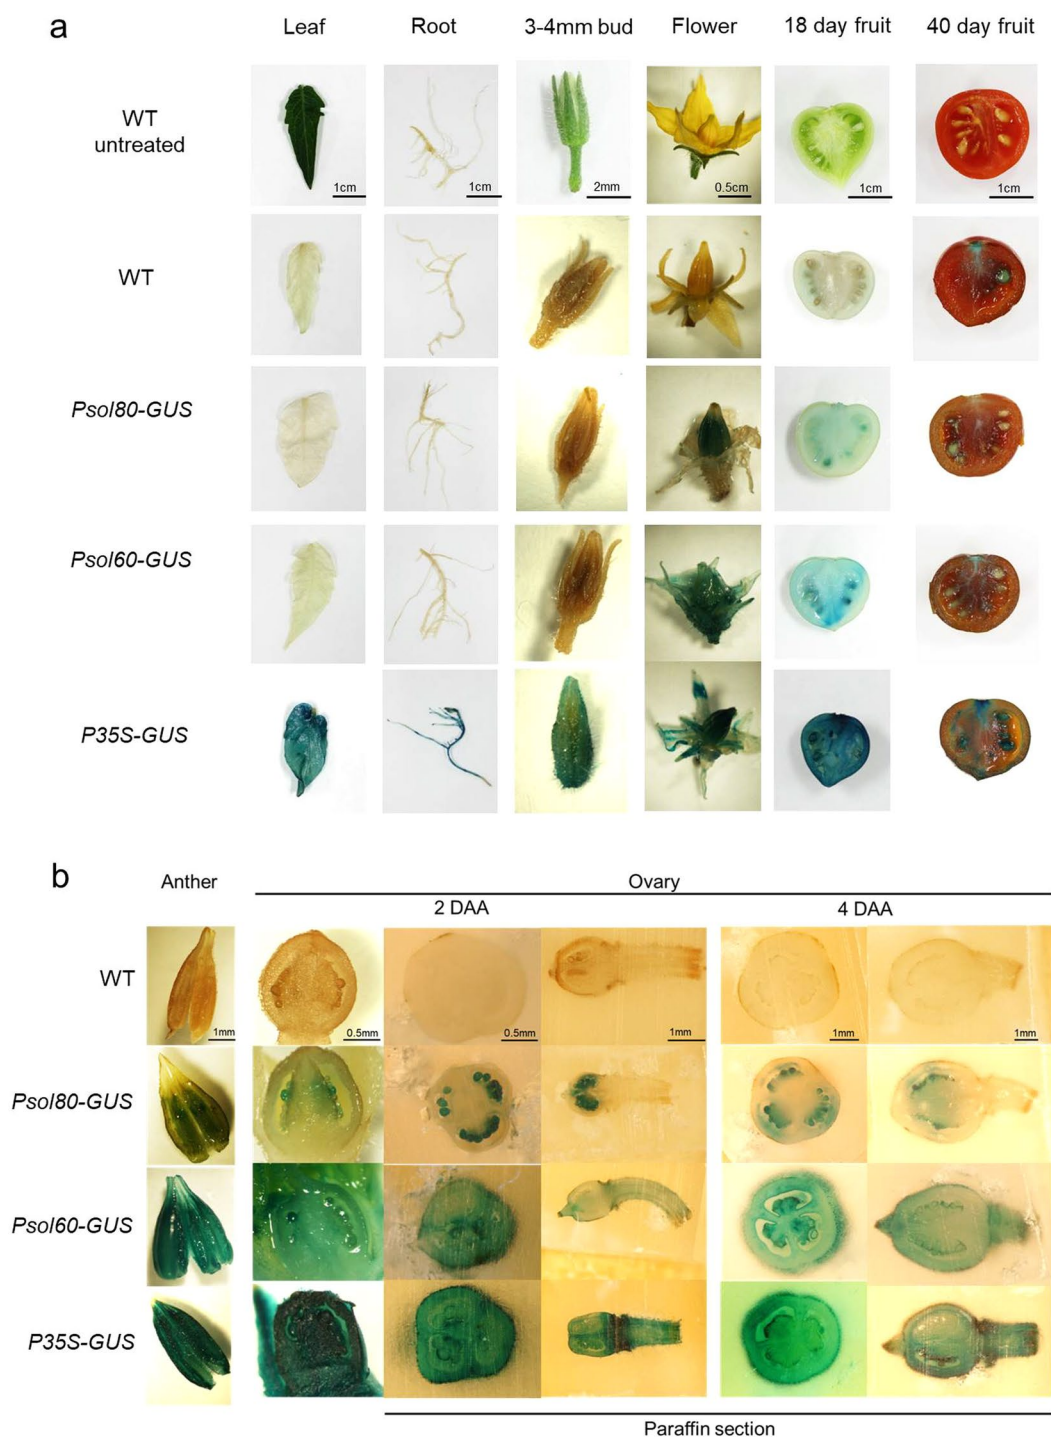 a
Leaf Root 3-4mm bud Flower 18 day fruit 40 day fruit
WT
untreated
1cm 1cm 2mm 0.5cm 1cm 1cm
WT
Psol80-GUS
Psol60-GUS
P35S-GUS
b
Anther Ovary
2 DAA 4 DAA
WT
1mm 0.5mm 0.5mm 1mm 1mm 1mm
Psol80-GUS
Psol60-GUS
P35S-GUS
Paraffin section